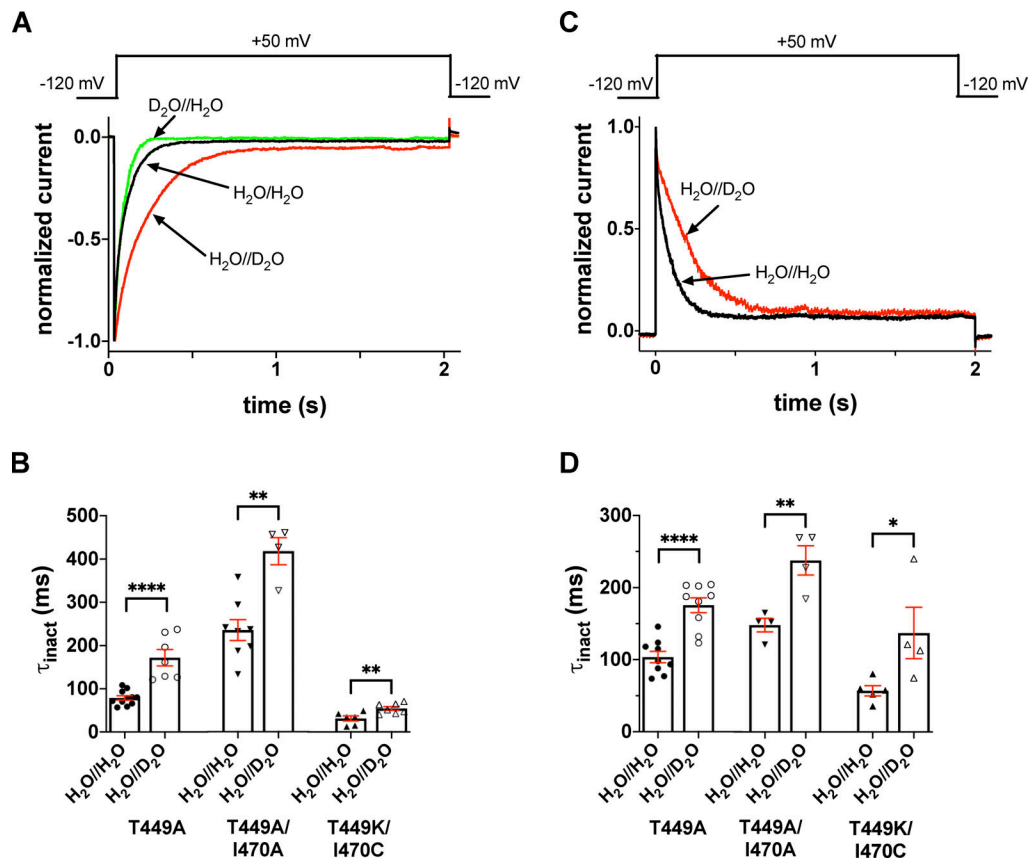 A
+50 mV
-120 mV
-120 mV
D₂O//H₂O
H₂O/H₂O
H₂O//D₂O
normalized current
0.0
-0.5
-1.0
0
1
2
time (s)
C
+50 mV
-120 mV
-120 mV
H₂O//D₂O
H₂O//H₂O
normalized current
1.0
0.5
0.0
0
1
2
time (s)
B
τinact (ms)
500
400
300
200
100
0
****
**
**
H₂O//H₂O
H₂O//D₂O
H₂O//H₂O
H₂O//D₂O
H₂O//H₂O
H₂O//D₂O
T449A
T449A/
I470A
T449K/
I470C
D
τinact (ms)
300
200
100
0
****
**
*
H₂O//H₂O
H₂O//D₂O
H₂O//H₂O
H₂O//D₂O
H₂O//H₂O
H₂O//D₂O
T449A
T449A/
I470A
T449K/
I470C